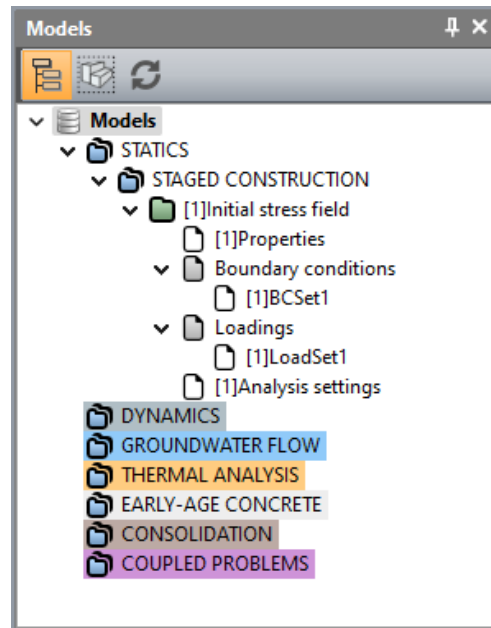 Models
Models
STATICS
STAGED CONSTRUCTION
[1]Initial stress field
[1]Properties
Boundary conditions
[1]BCSet1
Loadings
[1]LoadSet1
[1]Analysis settings
DYNAMICS
GROUNDWATER FLOW
THERMAL ANALYSIS
EARLY-AGE CONCRETE
CONSOLIDATION
COUPLED PROBLEMS